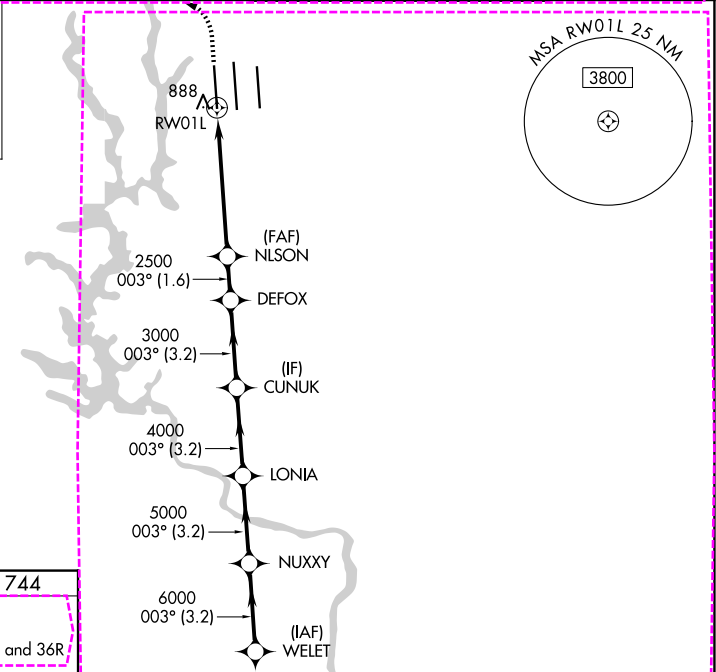 MSA RW01L 25 NM
3800
888
RW01L
(FAF)
NLSON
2500
003° (1.6)
DEFOX
3000
003° (3.2)
(IF)
CUNUK
4000
003° (3.2)
LONIA
5000
003° (3.2)
NUXXY
6000
003° (3.2)
(IAF)
WELET
744
and 36R